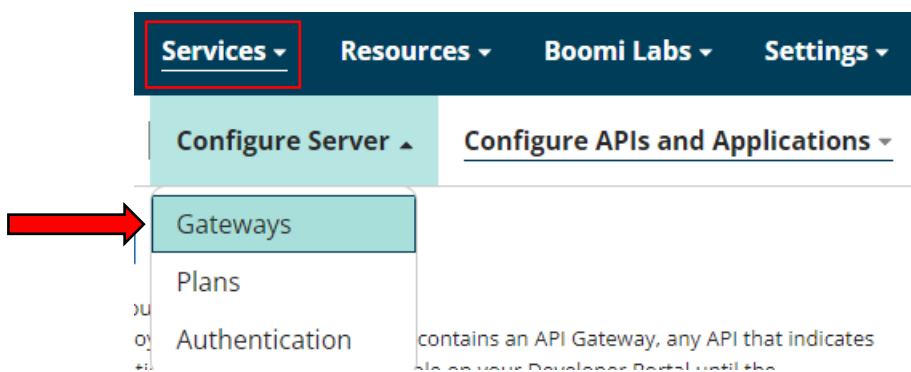 Services Resources Boomi Labs Settings
Configure Server Configure APIs and Applications
Gateways
Plans
Authentication
contains an API Gateway, any API that indicates
on your Developer Portal until the